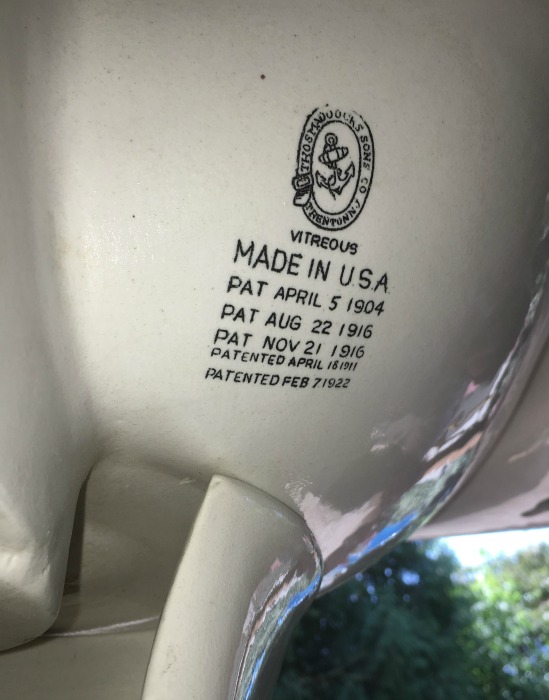 THOS MADDOCK'S SONS CO
TRENTON N.J.
VITREOUS
MADE IN U.S.A.
PAT APRIL 5 1904
PAT AUG 22 1916
PAT NOV 21 1916
PATENTED APRIL 18 1911
PATENTED FEB 7 1922